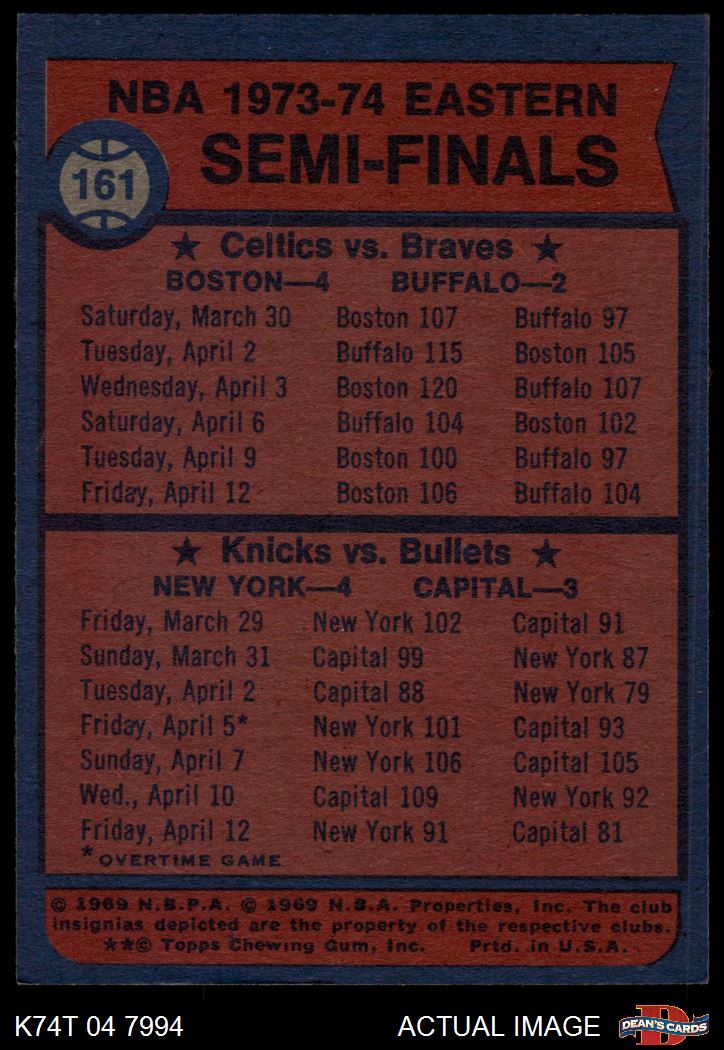 NBA 1973-74 EASTERN
SEMI-FINALS
161
★ Celtics vs. Braves ★
BOSTON—4 BUFFALO—2
Saturday, March 30 Boston 107 Buffalo 97
Tuesday, April 2 Buffalo 115 Boston 105
Wednesday, April 3 Boston 120 Buffalo 107
Saturday, April 6 Buffalo 104 Boston 102
Tuesday, April 9 Boston 100 Buffalo 97
Friday, April 12 Boston 106 Buffalo 104
★ Knicks vs. Bullets ★
NEW YORK—4 CAPITAL—3
Friday, March 29 New York 102 Capital 91
Sunday, March 31 Capital 99 New York 87
Tuesday, April 2 Capital 88 New York 79
Friday, April 5* New York 101 Capital 93
Sunday, April 7 New York 106 Capital 105
Wed., April 10 Capital 109 New York 92
Friday, April 12 New York 91 Capital 81
*OVERTIME GAME
© 1969 N.B.P.A. © 1969 N.B.A. Properties, Inc. The club
insignias depicted are the property of the respective clubs.
★★© Topps Chewing Gum, Inc. Prtd. in U.S.A.
K74T 04 7994 ACTUAL IMAGE D DEAN'S CARDS